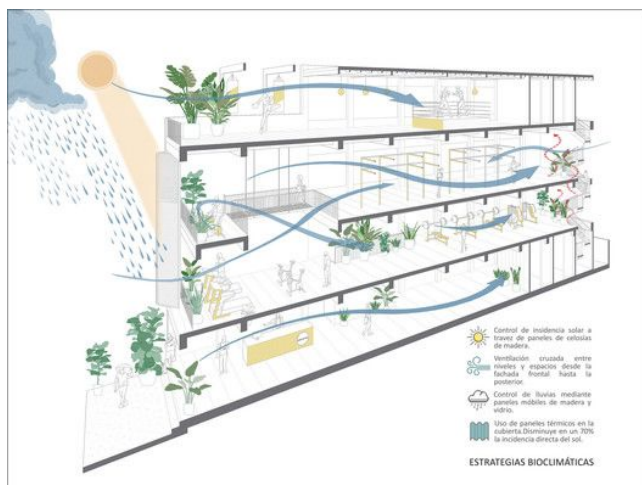 Control de incidencia solar a
travez de paneles de celosías
de madera.
Ventilación cruzada entre
niveles y espacios desde la
fachada frontal hasta la
posterior.
Control de lluvias mediante
paneles móbiles de madera y
vidrio.
Uso de paneles térmicos en la
cubierta.Disminuye en un 70%
la incidencia directa del sol.
ESTRATEGIAS BIOCLIMÁTICAS